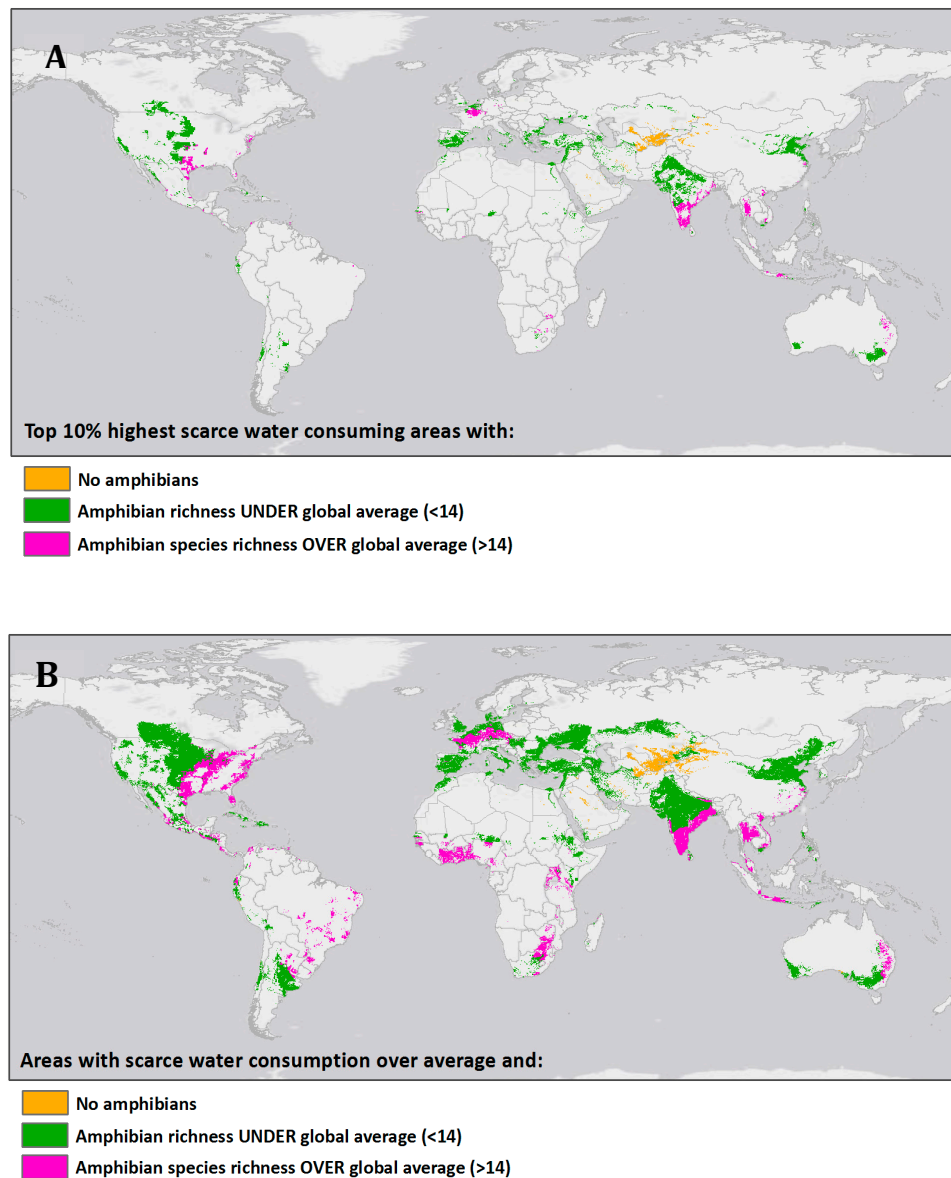 A
Top 10% highest scarce water consuming areas with:
No amphibians
Amphibian richness UNDER global average (<14)
Amphibian species richness OVER global average (>14)
B
Areas with scarce water consumption over average and:
No amphibians
Amphibian richness UNDER global average (<14)
Amphibian species richness OVER global average (>14)